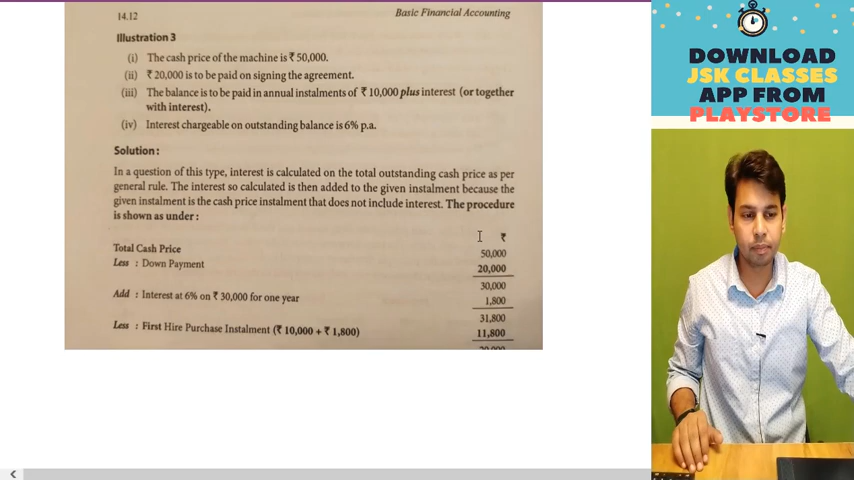 14.12
Basic Financial Accounting
Illustration 3
(i) The cash price of the machine is ₹ 50,000.
(ii) ₹ 20,000 is to be paid on signing the agreement.
(iii) The balance is to be paid in annual instalments of ₹ 10,000 plus interest (or together
with interest).
(iv) Interest chargeable on outstanding balance is 6% p.a.
Solution :
In a question of this type, interest is calculated on the total outstanding cash price as per
general rule. The interest so calculated is then added to the given instalment because the
given instalment is the cash price instalment that does not include interest. The procedure
is shown as under :
₹
Total Cash Price 50,000
Less : Down Payment 20,000
30,000
Add : Interest at 6% on ₹ 30,000 for one year 1,800
31,800
Less : First Hire Purchase Instalment (₹ 10,000 + ₹ 1,800) 11,800
DOWNLOAD
JSK CLASSES
APP FROM
PLAYSTORE